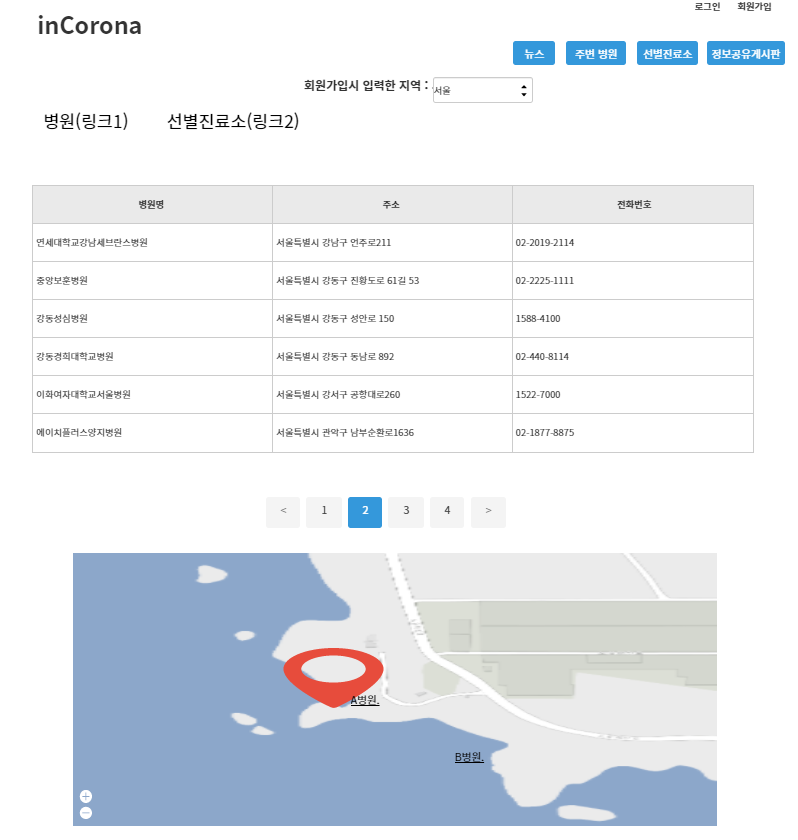 로그인 회원가입
inCorona
뉴스 주변 병원 선별진료소 정보공유게시판
회원가입시 입력한 지역 : 서울
병원(링크1) 선별진료소(링크2)
병원명 주소 전화번호
연세대학교강남세브란스병원 서울특별시 강남구 언주로211 02-2019-2114
중앙보훈병원 서울특별시 강동구 진황도로 61길 53 02-2225-1111
강동성심병원 서울특별시 강동구 성안로 150 1588-4100
강동경희대학교병원 서울특별시 강동구 동남로 892 02-440-8114
이화여자대학교서울병원 서울특별시 강서구 공항대로260 1522-7000
에이치플러스양지병원 서울특별시 관악구 남부순환로1636 02-1877-8875
< 1 2 3 4 >
A병원.
B병원.